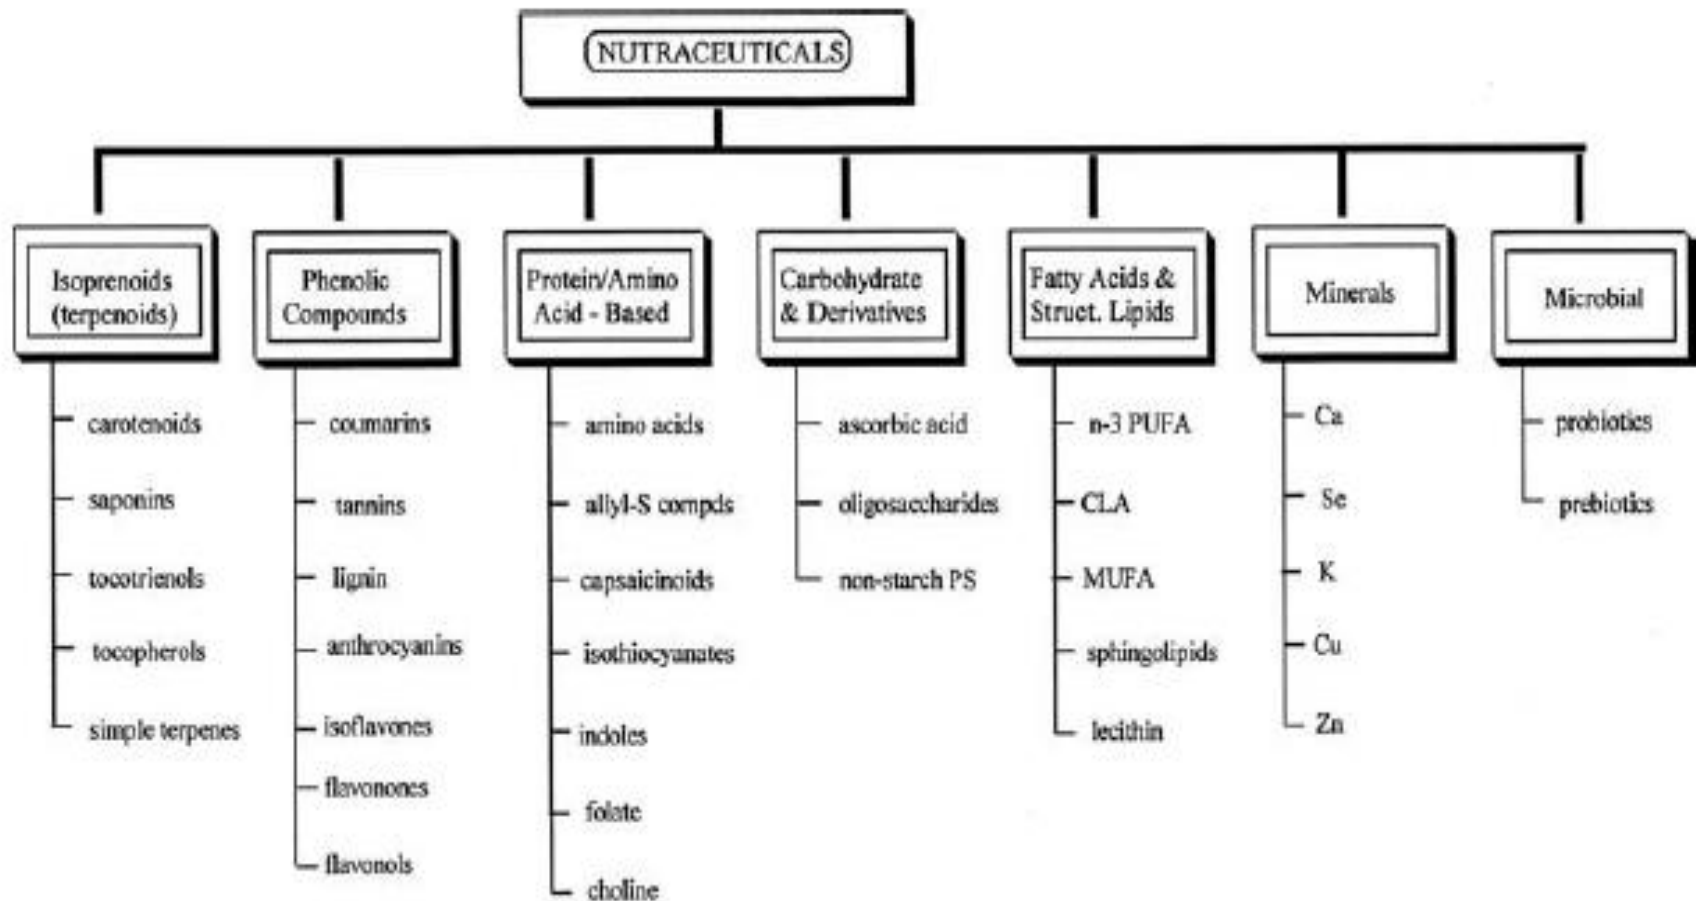 NUTRACEUTICALS
Isoprenoids
(terpenoids)
carotenoids
saponins
tocotrienols
tocopherols
simple terpenes
Phenolic
Compounds
coumarins
tannins
lignin
anthrocyanins
isoflavones
flavonones
flavonols
Protein/Amino
Acid - Based
amino acids
allyl-S compds
capsaicinoids
isothiocyanates
indoles
folate
choline
Carbohydrate
& Derivatives
ascorbic acid
oligosaccharides
non-starch PS
Fatty Acids &
Struct. Lipids
n-3 PUFA
CLA
MUFA
sphingolipids
lecithin
Minerals
Ca
Se
K
Cu
Zn
Microbial
probiotics
prebiotics